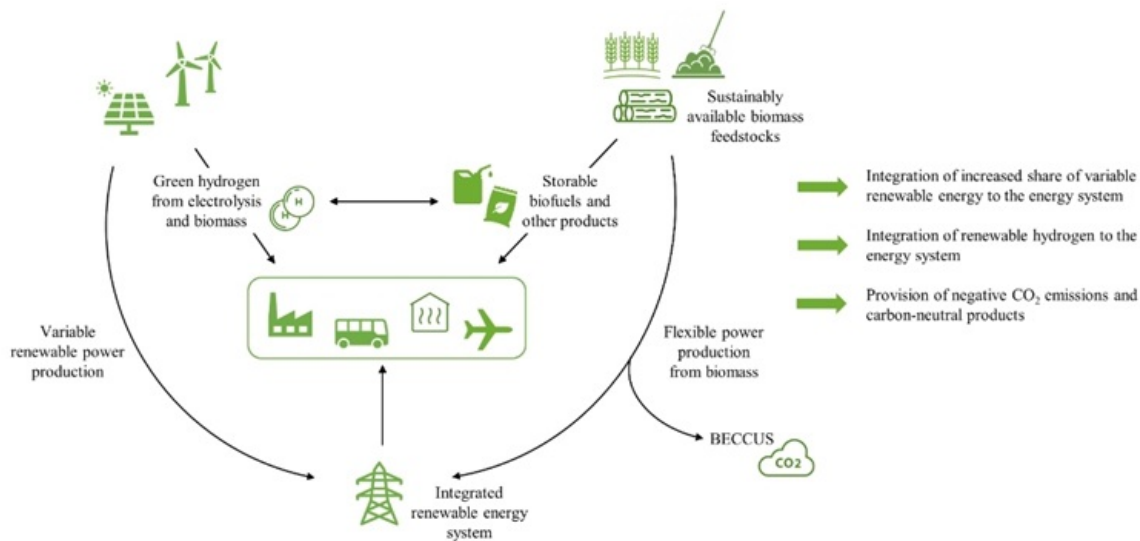 Sustainably
available biomass
feedstocks
Green hydrogen
from electrolysis
and biomass
H
H
Storable
biofuels and
other products
Integration of increased share of variable
renewable energy to the energy system
Integration of renewable hydrogen to the
energy system
Provision of negative CO₂ emissions and
carbon-neutral products
Variable
renewable power
production
Flexible power
production
from biomass
BECCUS
CO2
Integrated
renewable energy
system